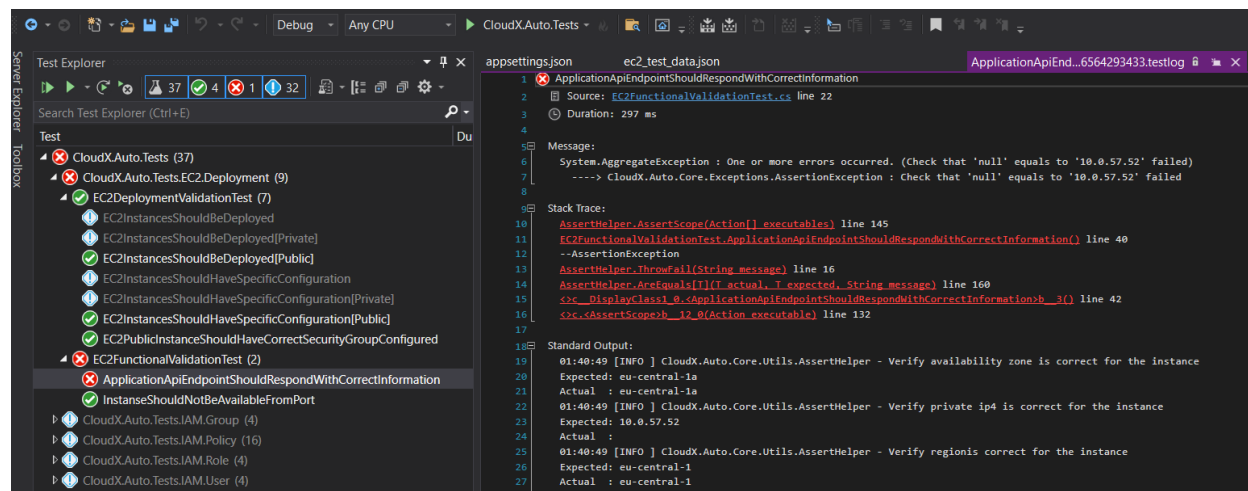 Debug Any CPU CloudX.Auto.Tests
Server Explorer
Toolbox
Test Explorer
37 4 1 32
Search Test Explorer (Ctrl+E)
Test Du
CloudX.Auto.Tests (37)
CloudX.Auto.Tests.EC2.Deployment (9)
EC2DeploymentValidationTest (7)
EC2InstancesShouldBeDeployed
EC2InstancesShouldBeDeployed[Private]
EC2InstancesShouldBeDeployed[Public]
EC2InstancesShouldHaveSpecificConfiguration
EC2InstancesShouldHaveSpecificConfiguration[Private]
EC2InstancesShouldHaveSpecificConfiguration[Public]
EC2PublicInstanceShouldHaveCorrectSecurityGroupConfigured
EC2FunctionalValidationTest (2)
ApplicationApiEndpointShouldRespondWithCorrectInformation
InstanseShouldNotBeAvailableFromPort
CloudX.Auto.Tests.IAM.Group (4)
CloudX.Auto.Tests.IAM.Policy (16)
CloudX.Auto.Tests.IAM.Role (4)
CloudX.Auto.Tests.IAM.User (4)
appsettings.json ec2_test_data.json ApplicationApiEnd...6564293433.testlog
1 ApplicationApiEndpointShouldRespondWithCorrectInformation
2 Source: EC2FunctionalValidationTest.cs line 22
3 Duration: 297 ms
4
5 Message:
6 System.AggregateException : One or more errors occurred. (Check that 'null' equals to '10.0.57.52' failed)
7 ----> CloudX.Auto.Core.Exceptions.AssertionException : Check that 'null' equals to '10.0.57.52' failed
8
9 Stack Trace:
10 AssertHelper.AssertScope(Action[] executables) line 145
11 EC2FunctionalValidationTest.ApplicationApiEndpointShouldRespondWithCorrectInformation() line 40
12 --AssertionException
13 AssertHelper.ThrowFail(String message) line 16
14 AssertHelper.AreEquals[T](T actual, T expected, String message) line 160
15 <>c__DisplayClass1_0.<ApplicationApiEndpointShouldRespondWithCorrectInformation>b__3() line 42
16 <>c.<AssertScope>b__12_0(Action executable) line 132
17
18 Standard Output:
19 01:40:49 [INFO ] CloudX.Auto.Core.Utils.AssertHelper - Verify availability zone is correct for the instance
20 Expected: eu-central-1a
21 Actual : eu-central-1a
22 01:40:49 [INFO ] CloudX.Auto.Core.Utils.AssertHelper - Verify private ip4 is correct for the instance
23 Expected: 10.0.57.52
24 Actual :
25 01:40:49 [INFO ] CloudX.Auto.Core.Utils.AssertHelper - Verify regionis correct for the instance
26 Expected: eu-central-1
27 Actual : eu-central-1